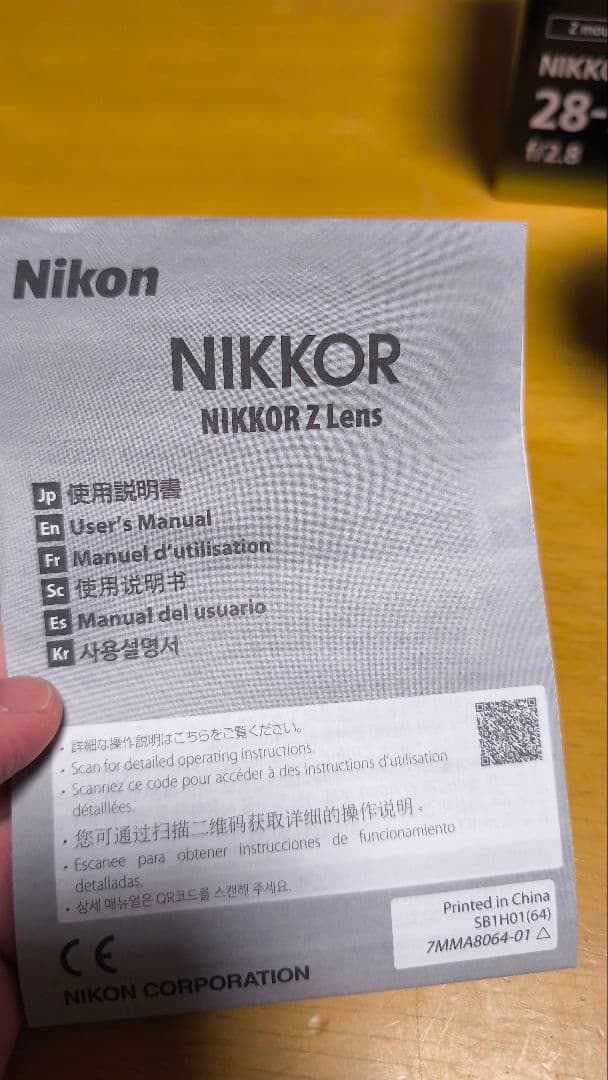 Z mou
NIKK
28-
f/2.8
Nikon
NIKKOR
NIKKOR Z Lens
Jp 使用説明書
En User's Manual
Fr Manuel d'utilisation
Sc 使用说明书
Es Manual del usuario
Kr 사용설명서
・詳細な操作説明はこちらをご覧ください。
• Scan for detailed operating instructions.
• Scannez ce code pour accéder à des instructions d'utilisation
détaillées.
• 您可通过扫描二维码获取详细的操作说明。
• Escanee para obtener instrucciones de funcionamiento
detalladas.
• 상세 매뉴얼은 QR코드를 스캔해 주세요.
Printed in China
SB1H01(64)
7MMA8064-01 △
CE
NIKON CORPORATION